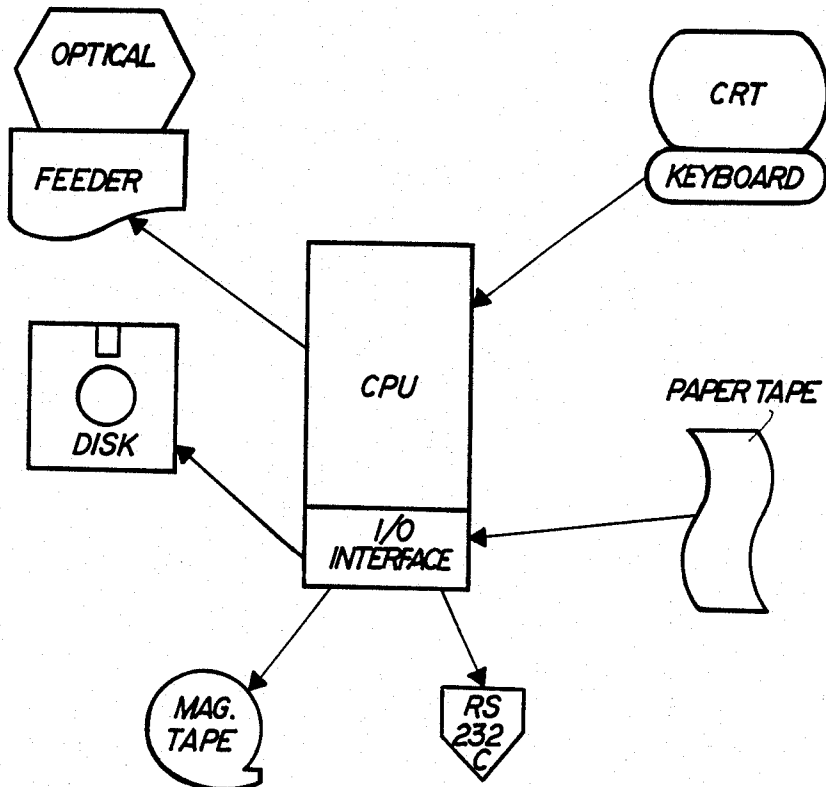 OPTICAL
FEEDER
CRT
KEYBOARD
CPU
I/O
INTERFACE
DISK
PAPER TAPE
MAG.
TAPE
RS
232
C